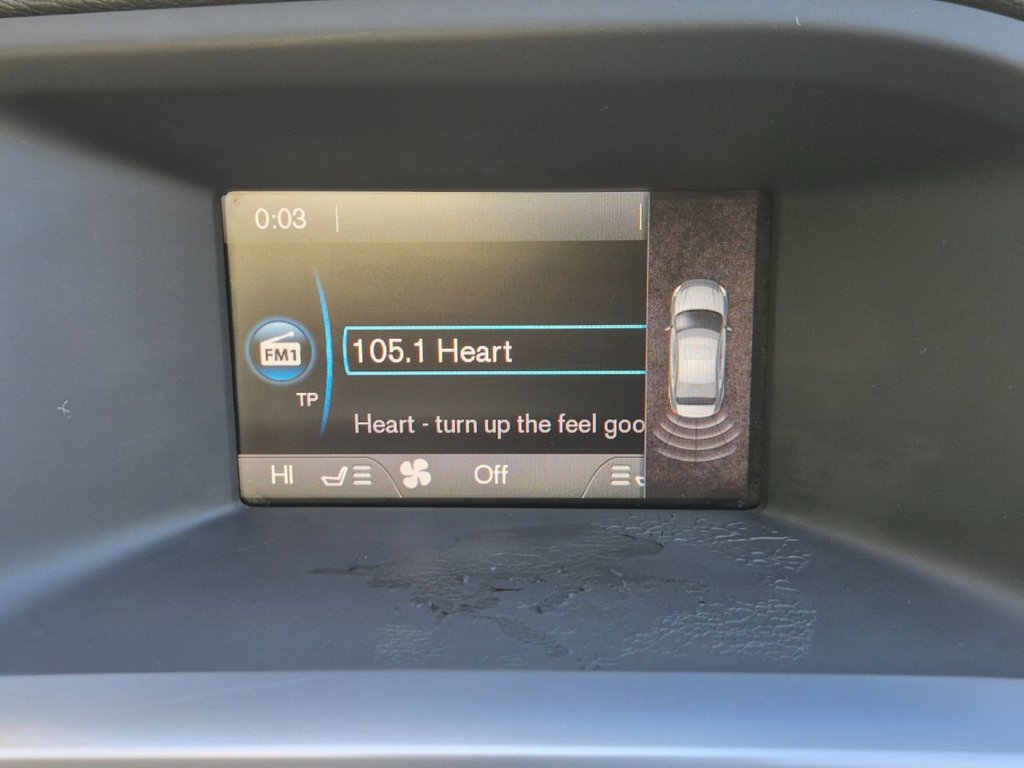 0:03
FM1
105.1 Heart
TP
Heart - turn up the feel goo
HI
Off